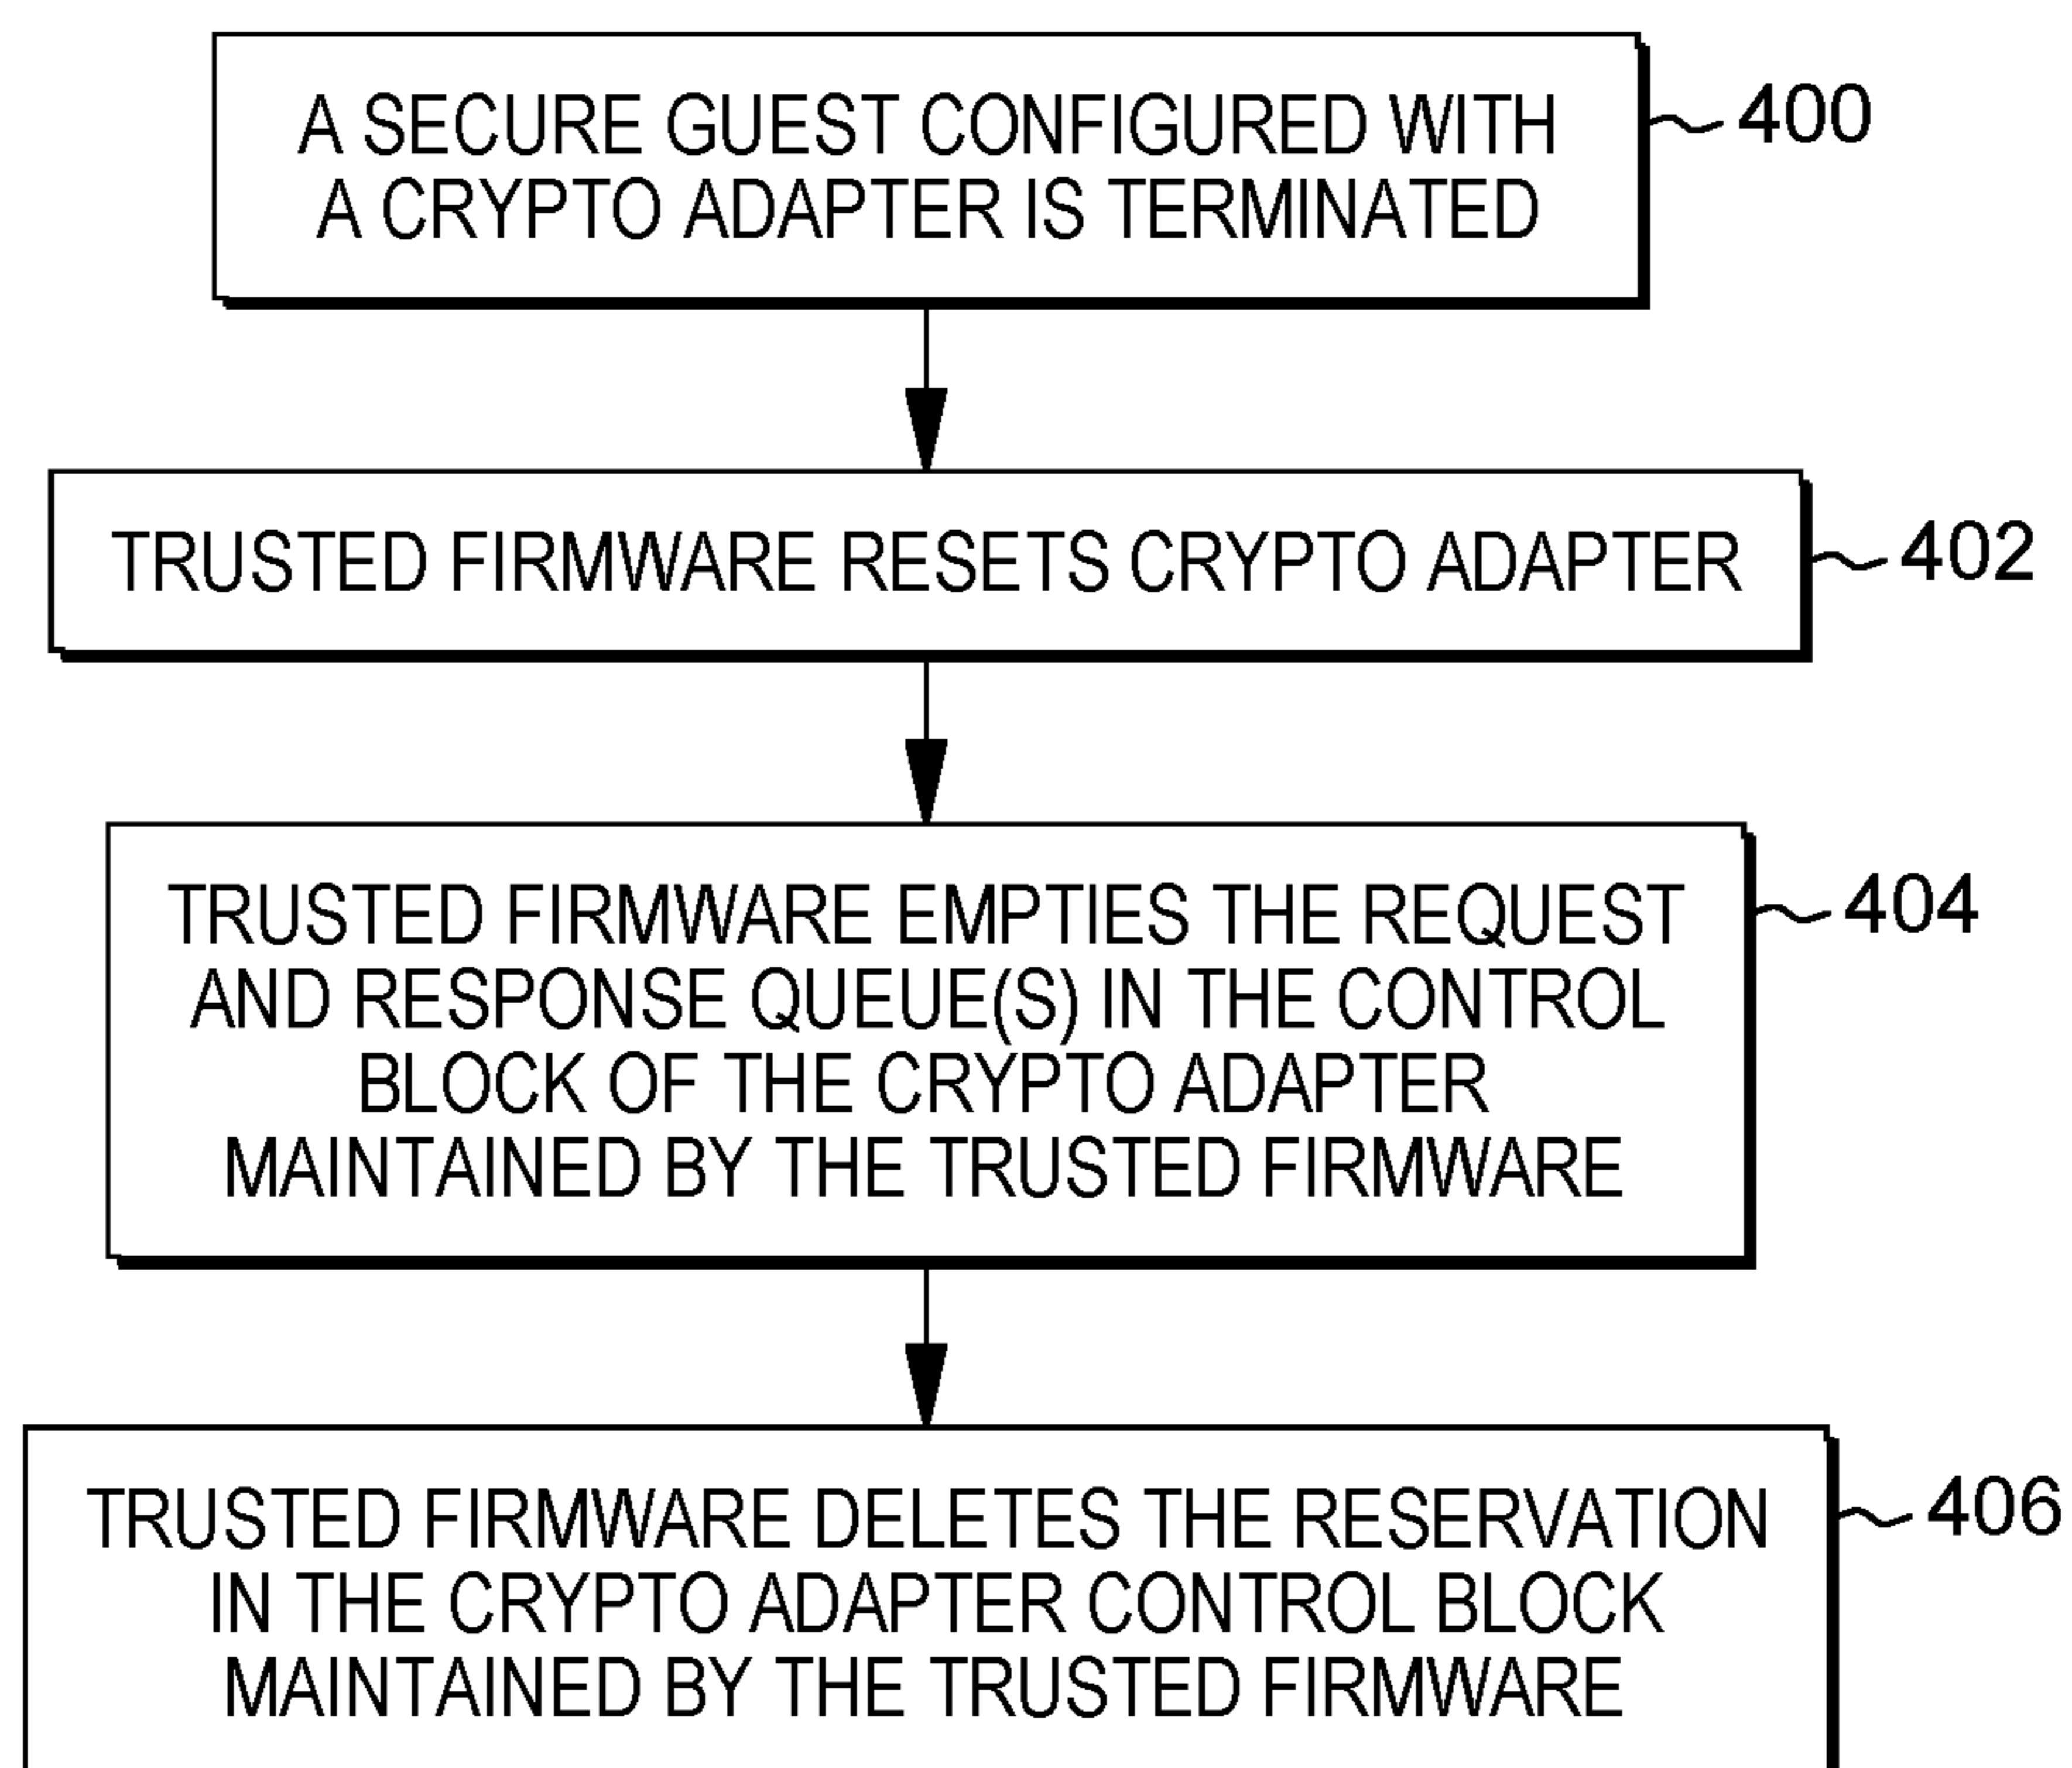 A SECURE GUEST CONFIGURED WITH
A CRYPTO ADAPTER IS TERMINATED
400
TRUSTED FIRMWARE RESETS CRYPTO ADAPTER
402
TRUSTED FIRMWARE EMPTIES THE REQUEST
AND RESPONSE QUEUE(S) IN THE CONTROL
BLOCK OF THE CRYPTO ADAPTER
MAINTAINED BY THE TRUSTED FIRMWARE
404
TRUSTED FIRMWARE DELETES THE RESERVATION
IN THE CRYPTO ADAPTER CONTROL BLOCK
MAINTAINED BY THE TRUSTED FIRMWARE
406